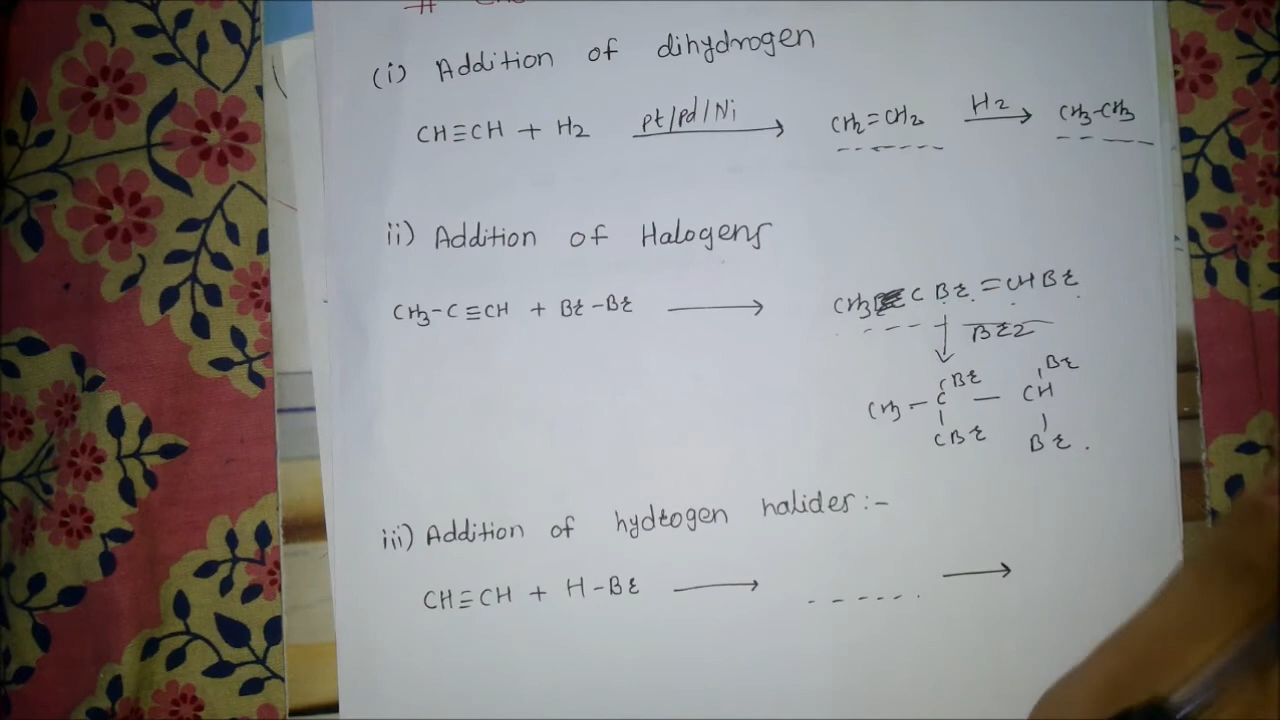 (i) Addition of dihydrogen
CH≡CH + H2 pt/pd/Ni → CH2=CH2 H2 → CH3-CH3
ii) Addition of Halogens
CH3-C≡CH + Br-Br → CH3 C Br = CHBr
Br2
Br Br
CH3 - C - CH
CBr Br .
iii) Addition of hydrogen halides :-
CH≡CH + H-Br → - - - - - - →